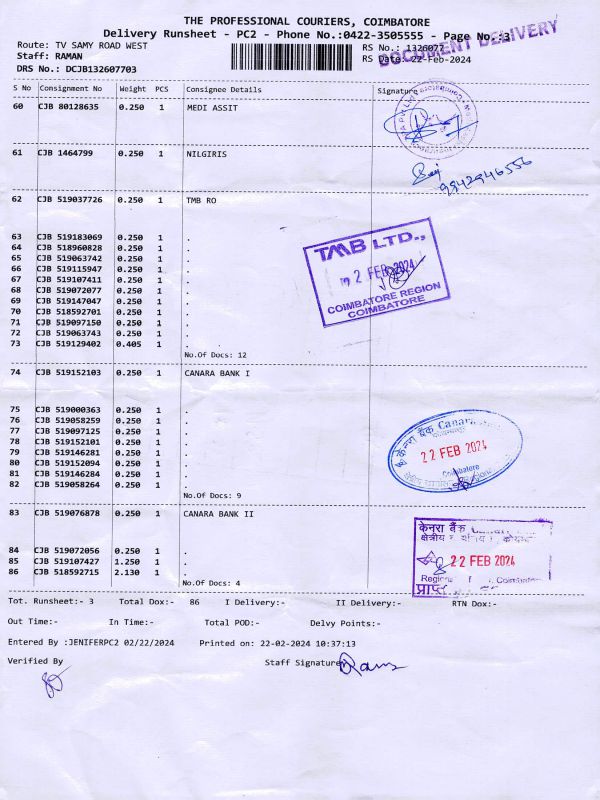 THE PROFESSIONAL COURIERS, COIMBATORE
Delivery Runsheet - PC2 - Phone No.:0422-3505555 - Page No.:3
DOCUMENT DELIVERY
Route: TV SAMY ROAD WEST
RS No.: 1326077
Staff: RAMAN
RS Date: 22-Feb-2024
DRS No.: DCJB132607703
S No Consignment No Weight PCS Consignee Details Signature
60 CJB 80128635 0.250 1 MEDI ASSIT
61 CJB 1464799 0.250 1 NILGIRIS
9942946556
62 CJB 519037726 0.250 1 TMB RO
63 CJB 519183069 0.250 1 .
64 CJB 518960828 0.250 1 .
65 CJB 519063742 0.250 1 .
66 CJB 519115947 0.250 1 .
67 CJB 519107411 0.250 1 .
68 CJB 519072077 0.250 1 .
69 CJB 519147047 0.250 1 .
70 CJB 518592701 0.250 1 .
71 CJB 519097150 0.250 1 .
72 CJB 519063743 0.250 1 .
73 CJB 519129402 0.405 1 .
No.Of Docs: 12
TMB LTD.,
2 FEB 2024
COIMBATORE REGION
COIMBATORE
74 CJB 519152103 0.250 1 CANARA BANK I
75 CJB 519000363 0.250 1 .
76 CJB 519058259 0.250 1 .
77 CJB 519097125 0.250 1 .
78 CJB 519152101 0.250 1 .
79 CJB 519146281 0.250 1 .
80 CJB 519152094 0.250 1 .
81 CJB 519146284 0.250 1 .
82 CJB 519058264 0.250 1 .
No.Of Docs: 9
केनरा बैंक Canara
22 FEB 2024
Coimbatore
83 CJB 519076878 0.250 1 CANARA BANK II
84 CJB 519072056 0.250 1 .
85 CJB 519107427 1.250 1 .
86 CJB 518592715 2.130 1 .
No.Of Docs: 4
केनरा बैंक
क्षेत्रीय
22 FEB 2024
Coimbatore
Tot. Runsheet:- 3 Total Dox:- 86 I Delivery:- II Delivery:- RTN Dox:-
Out Time:- In Time:- Total POD:- Delvy Points:-
Entered By :JENIFERPC2 02/22/2024 Printed on: 22-02-2024 10:37:13
Verified By Staff Signature